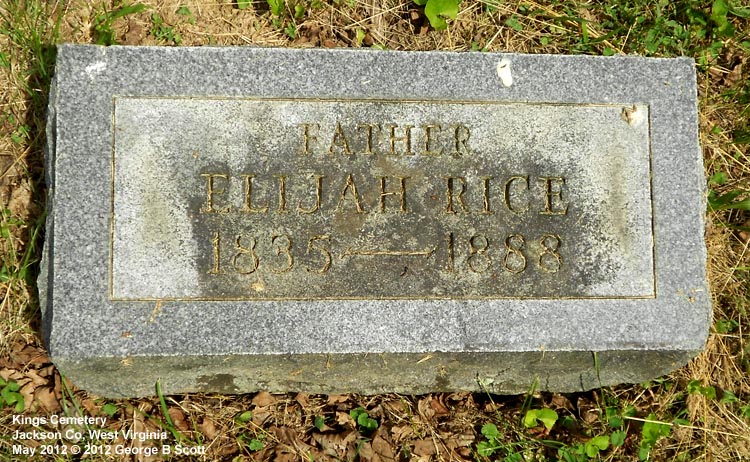 FATHER
ELIJAH RICE
1835 — 1888
Kings Cemetery
Jackson Co. West Virginia
May 2012 © 2012 George B Scott